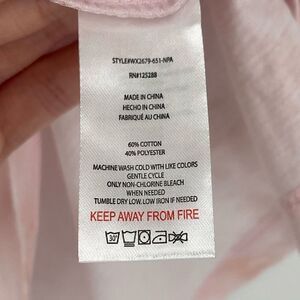 STYLE#WX2679-651-NPA
RN#125288
MADE IN CHINA
HECHO EN CHINA
FABRIQUÉ AU CHINA
60% COTTON
40% POLYESTER
MACHINE WASH COLD WITH LIKE COLORS
GENTLE CYCLE
ONLY NON-CHLORINE BLEACH
WHEN NEEDED
TUMBLE DRY LOW. LOW IRON IF NEEDED
KEEP AWAY FROM FIRE
30°